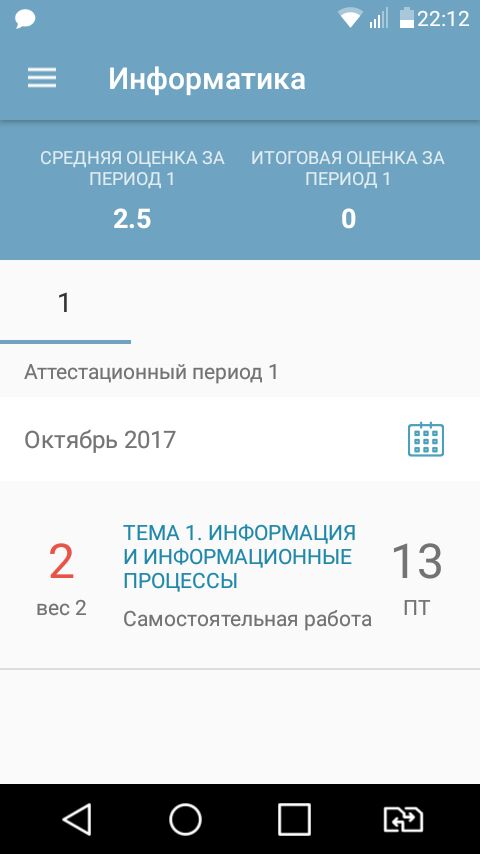 22:12
Информатика
СРЕДНЯЯ ОЦЕНКА ЗА
ПЕРИОД 1
2.5
ИТОГОВАЯ ОЦЕНКА ЗА
ПЕРИОД 1
0
1
Аттестационный период 1
Октябрь 2017
2
вес 2
ТЕМА 1. ИНФОРМАЦИЯ
И ИНФОРМАЦИОННЫЕ
ПРОЦЕССЫ
Самостоятельная работа
13
ПТ